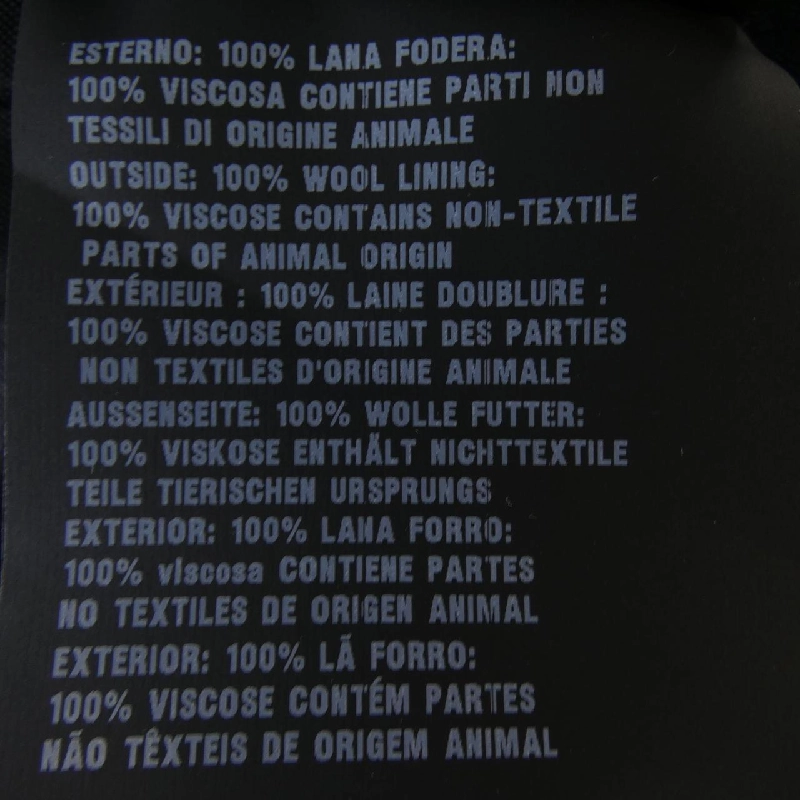 ESTERNO: 100% LANA FODERA:
100% VISCOSA CONTIENE PARTI NON
TESSILI DI ORIGINE ANIMALE
OUTSIDE: 100% WOOL LINING:
100% VISCOSE CONTAINS NON-TEXTILE
PARTS OF ANIMAL ORIGIN
EXTÉRIEUR : 100% LAINE DOUBLURE :
100% VISCOSE CONTIENT DES PARTIES
NON TEXTILES D'ORIGINE ANIMALE
AUSSENSEITE: 100% WOLLE FUTTER:
100% VISKOSE ENTHÄLT NICHTTEXTILE
TEILE TIERISCHEN URSPRUNGS
EXTERIOR: 100% LANA FORRO:
100% viscosa CONTIENE PARTES
NO TEXTILES DE ORIGEN ANIMAL
EXTERIOR: 100% LÃ FORRO:
100% VISCOSE CONTÉM PARTES
NÃO TÊXTEIS DE ORIGEM ANIMAL